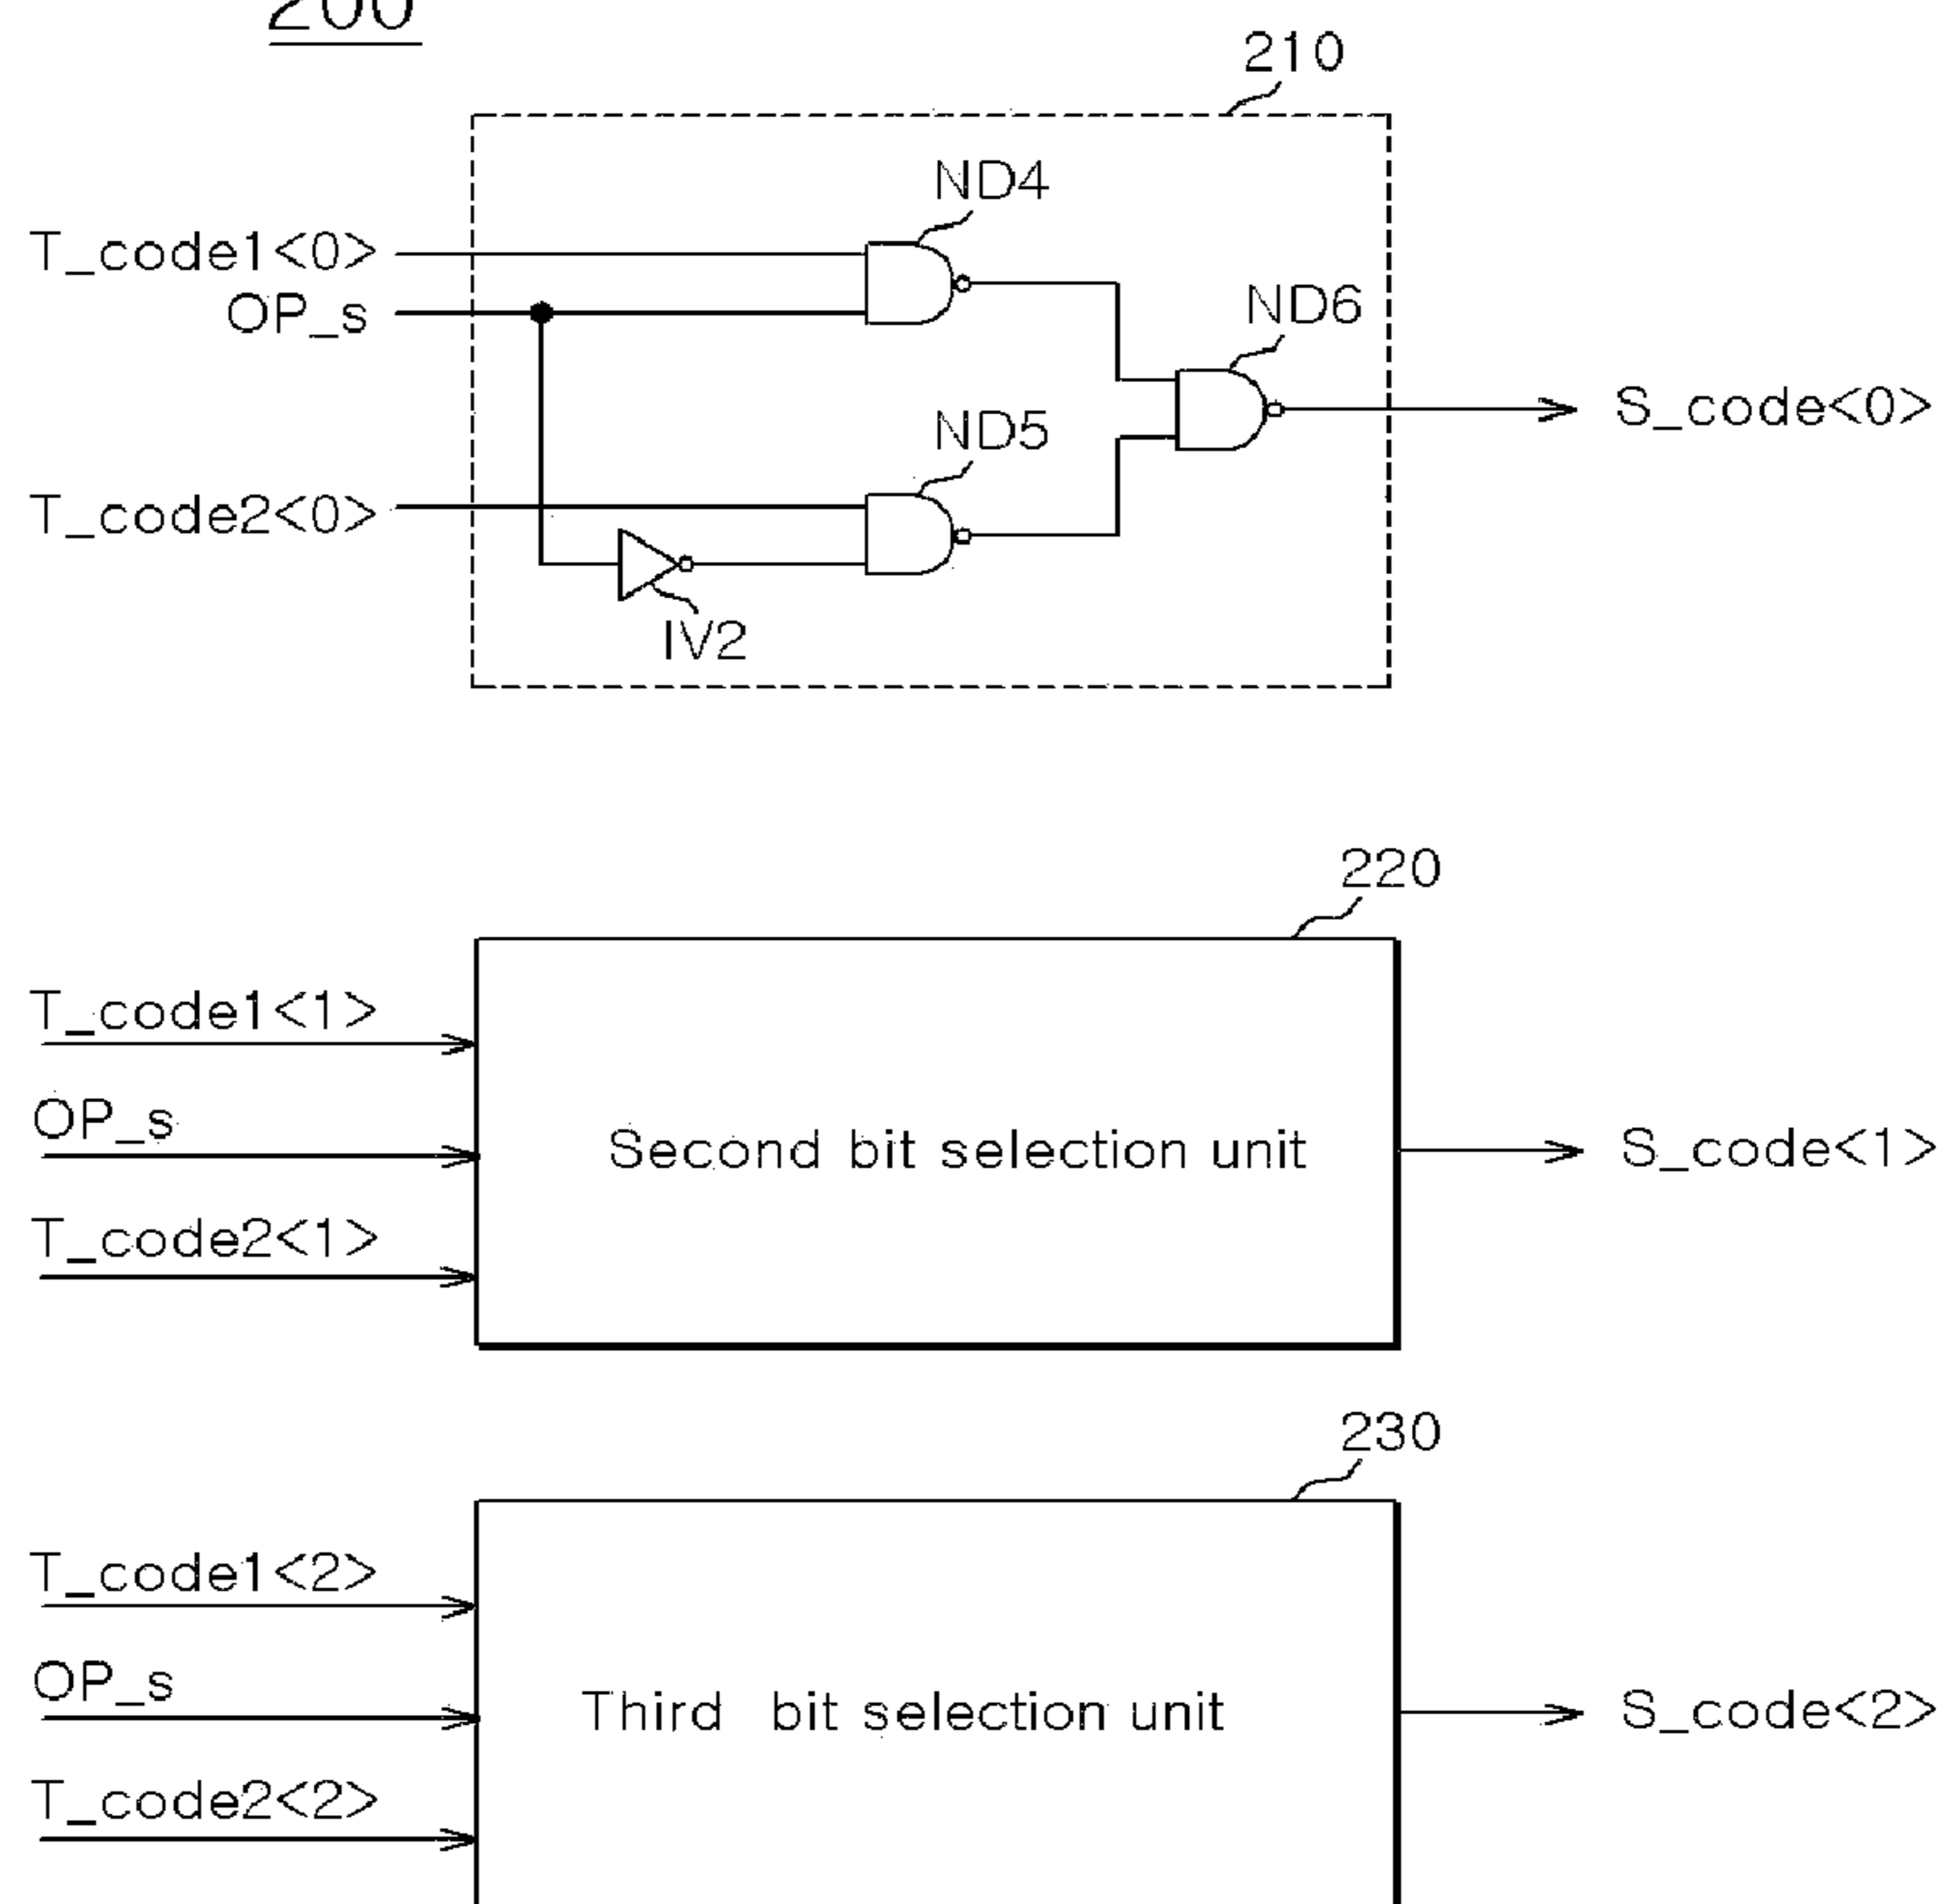 200
210
ND4
T_code1<0>
OP_s
ND6
S_code<0>
ND5
T_code2<0>
IV2
220
T_code1<1>
OP_s
Second bit selection unit
S_code<1>
T_code2<1>
230
T_code1<2>
OP_s
Third bit selection unit
S_code<2>
T_code2<2>